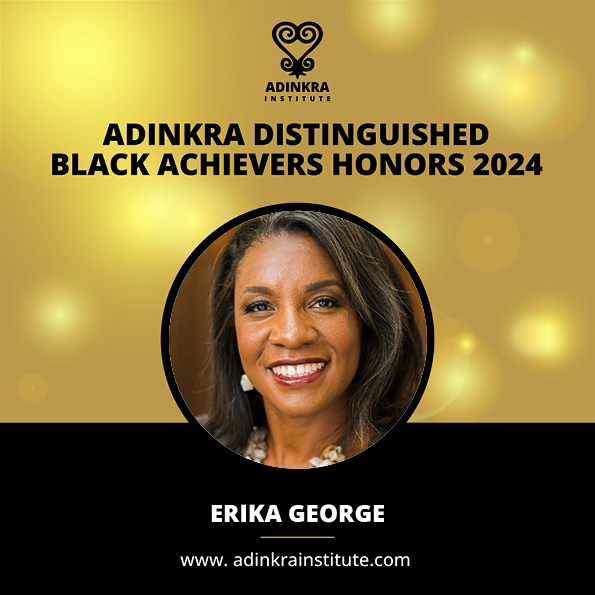 ADINKRA
INSTITUTE
ADINKRA DISTINGUISHED
BLACK ACHIEVERS HONORS 2024
ERIKA GEORGE
www. adinkrainstitute.com